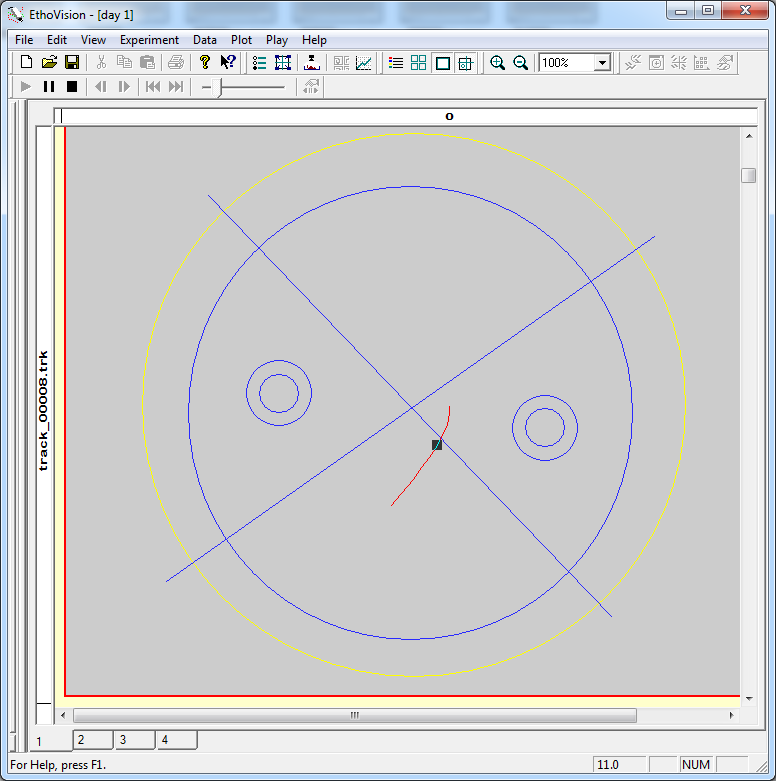 EthoVision - [day 1]
File Edit View Experiment Data Plot Play Help
100%
o
track_00008.trk
1 2 3 4
For Help, press F1.
11.0 NUM